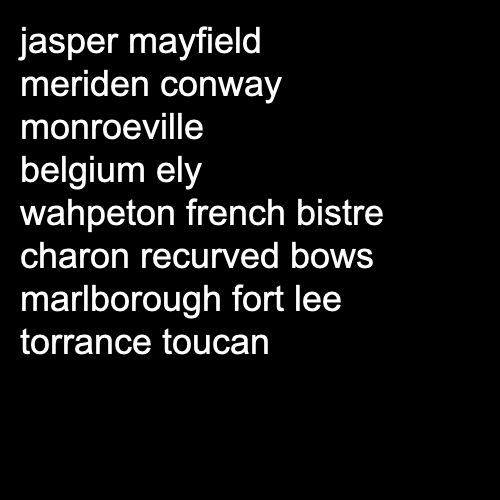 jasper mayfield
meriden conway
monroeville
belgium ely
wahpeton french bistre
charon recurved bows
marlborough fort lee
torrance toucan